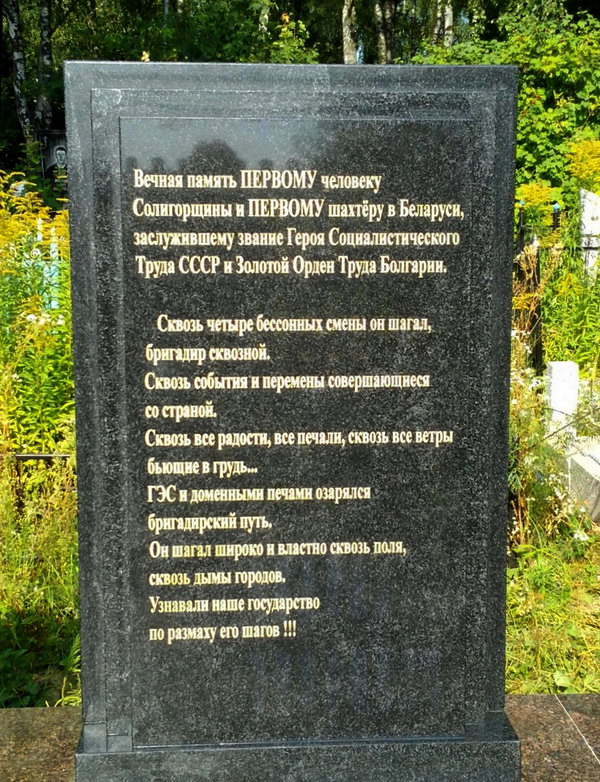 Вечная память ПЕРВОМУ человеку
Солигорщины и ПЕРВОМУ шахтёру в Беларуси,
заслужившему звание Героя Социалистического
Труда СССР и Золотой Орден Труда Болгарии.
Сквозь четыре бессонных смены он шагал,
бригадир сквозной.
Сквозь события и перемены совершающиеся
со страной.
Сквозь все радости, все печали, сквозь все ветры
бьющие в грудь...
ГЭС и доменными печами озарялся
бригадирский путь.
Он шагал широко и властно сквозь поля,
сквозь дымы городов.
Узнавали наше государство
по размаху его шагов !!!